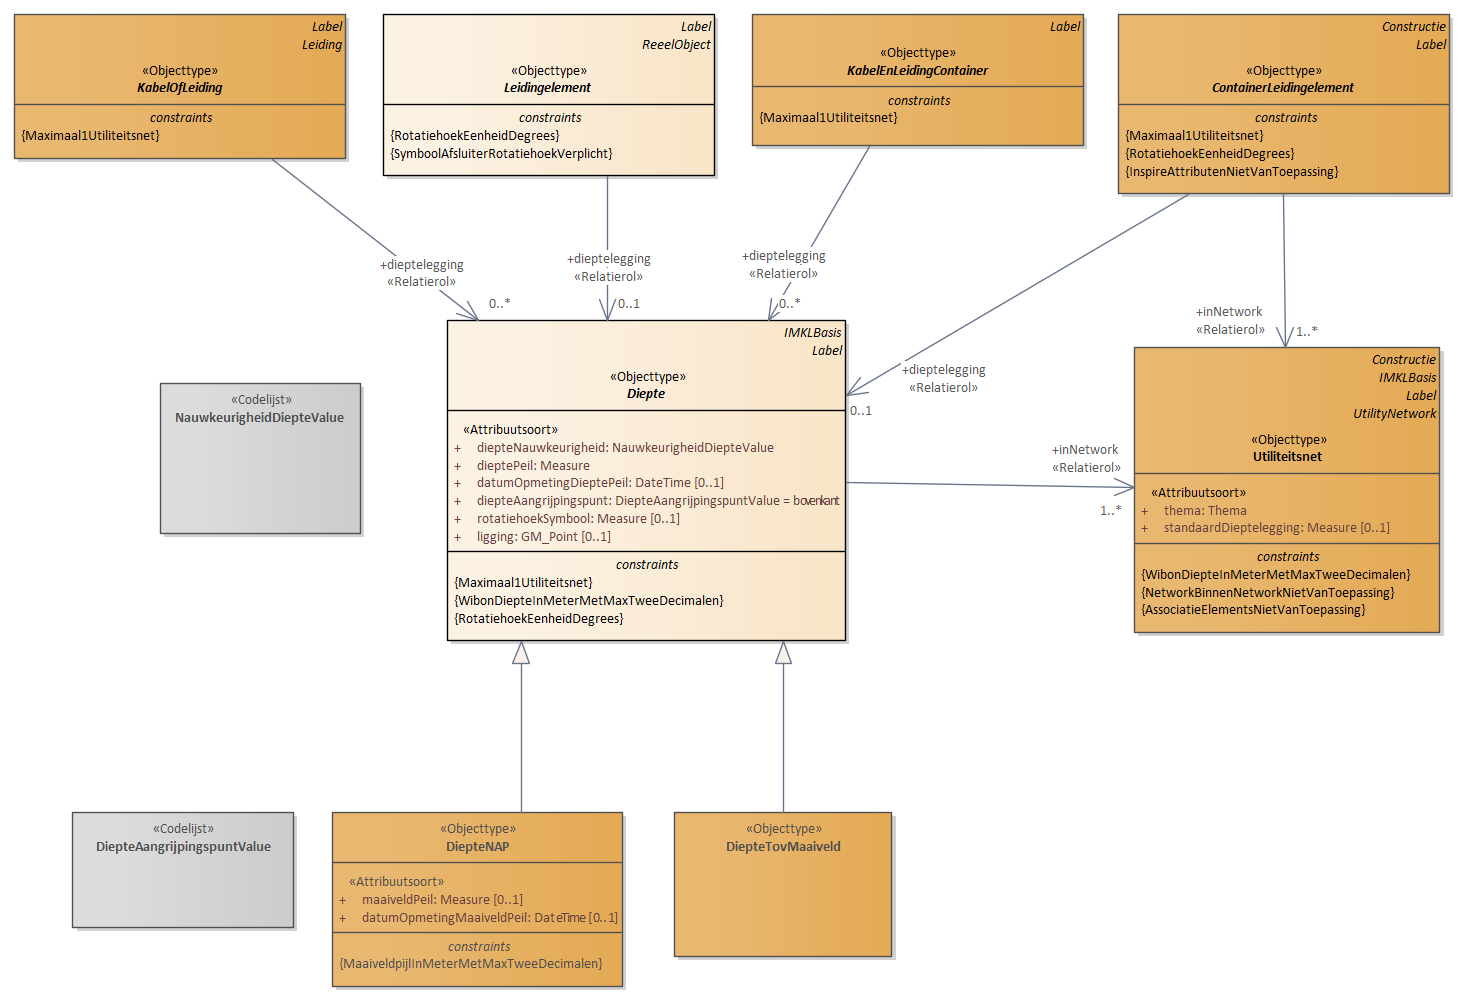 Label
Leiding
«Objecttype»
KabelOfLeiding
constraints
{Maximaal1Utiliteitsnet}
Label
ReeelObject
«Objecttype»
Leidingelement
constraints
{RotatiehoekEenheidDegrees}
{SymboolAfsluiterRotatiehoekVerplicht}
Label
«Objecttype»
KabelEnLeidingContainer
constraints
{Maximaal1Utiliteitsnet}
Constructie
Label
«Objecttype»
ContainerLeidingelement
constraints
{Maximaal1Utiliteitsnet}
{RotatiehoekEenheidDegrees}
{InspireAttributenNietVanToepassing}
+dieptelegging
«Relatierol»
0..*
+dieptelegging
«Relatierol»
0..1
+dieptelegging
«Relatierol»
0..*
+dieptelegging
«Relatierol»
0..1
+inNetwork
«Relatierol»
1..*
IMKLBasis
Label
«Objecttype»
Diepte
«Attribuutsoort»
+ diepteNauwkeurigheid: NauwkeurigheidDiepteValue
+ dieptePeil: Measure
+ datumOpmetingDieptePeil: DateTime [0..1]
+ diepteAangrijpingspunt: DiepteAangrijpingspuntValue = bovenkant
+ rotatiehoekSymbool: Measure [0..1]
+ ligging: GM_Point [0..1]
constraints
{Maximaal1Utiliteitsnet}
{WibonDiepteInMeterMetMaxTweeDecimalen}
{RotatiehoekEenheidDegrees}
«Codelijst»
NauwkeurigheidDiepteValue
+inNetwork
«Relatierol»
1..*
Constructie
IMKLBasis
Label
UtilityNetwork
«Objecttype»
Utiliteitsnet
«Attribuutsoort»
+ thema: Thema
+ standaardDieptelegging: Measure [0..1]
constraints
{WibonDiepteInMeterMetMaxTweeDecimalen}
{NetworkBinnenNetworkNietVanToepassing}
{AssociatieElementsNietVanToepassing}
«Codelijst»
DiepteAangrijpingspuntValue
«Objecttype»
DiepteNAP
«Attribuutsoort»
+ maaiveldPeil: Measure [0..1]
+ datumOpmetingMaaiveldPeil: DateTime [0..1]
constraints
{MaaiveldpijlInMeterMetMaxTweeDecimalen}
«Objecttype»
DiepteTovMaaiveld